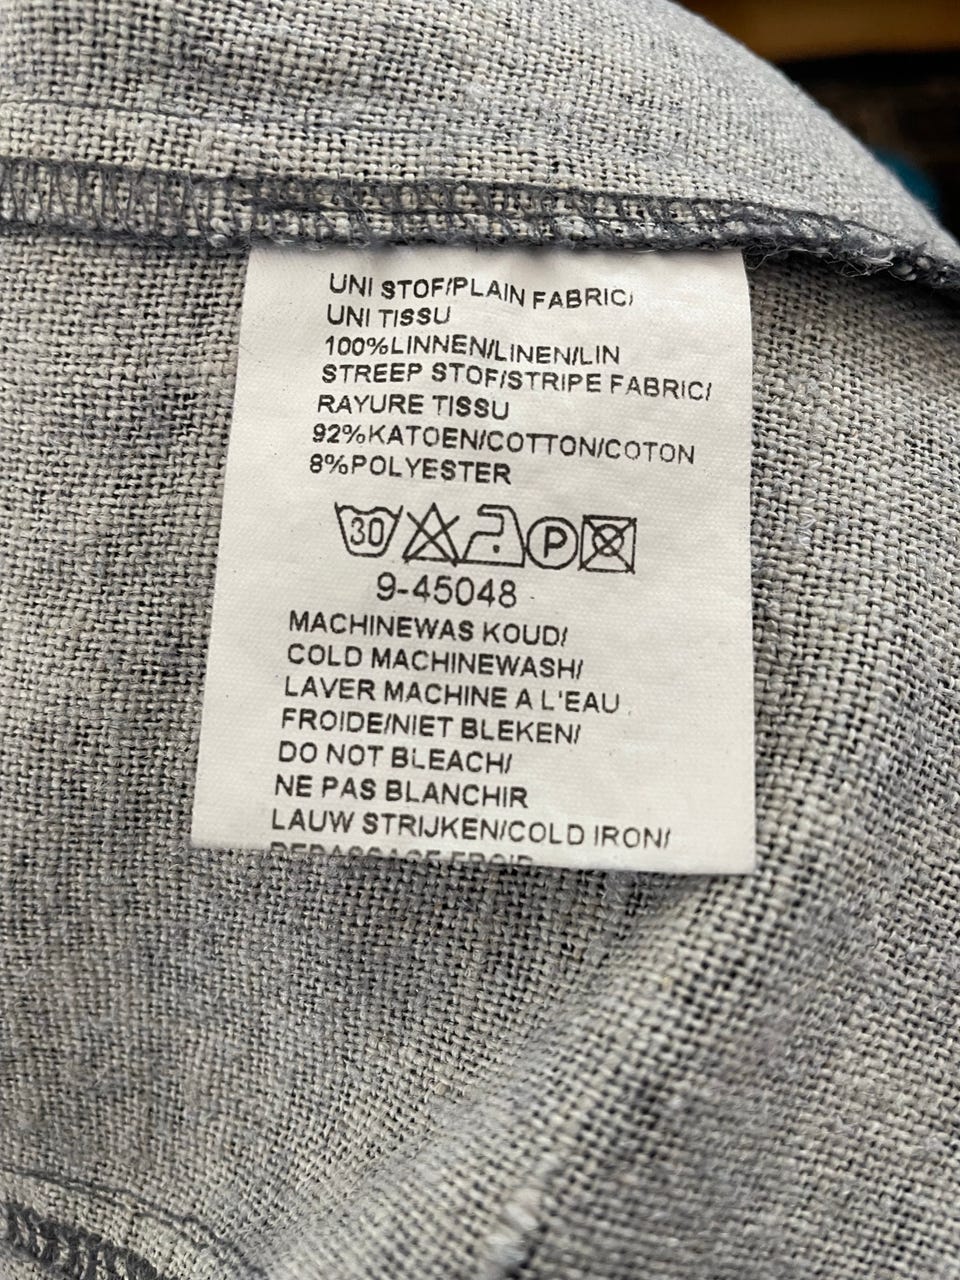 UNI STOF/PLAIN FABRIC/
UNI TISSU
100%LINNEN/LINEN/LIN
STREEP STOF/STRIPE FABRIC/
RAYURE TISSU
92%KATOEN/COTTON/COTON
8%POLYESTER
30 P
9-45048
MACHINEWAS KOUD/
COLD MACHINEWASH/
LAVER MACHINE A L'EAU
FROIDE/NIET BLEKEN/
DO NOT BLEACH/
NE PAS BLANCHIR
LAUW STRIJKEN/COLD IRON/
REPASSAGE FROID